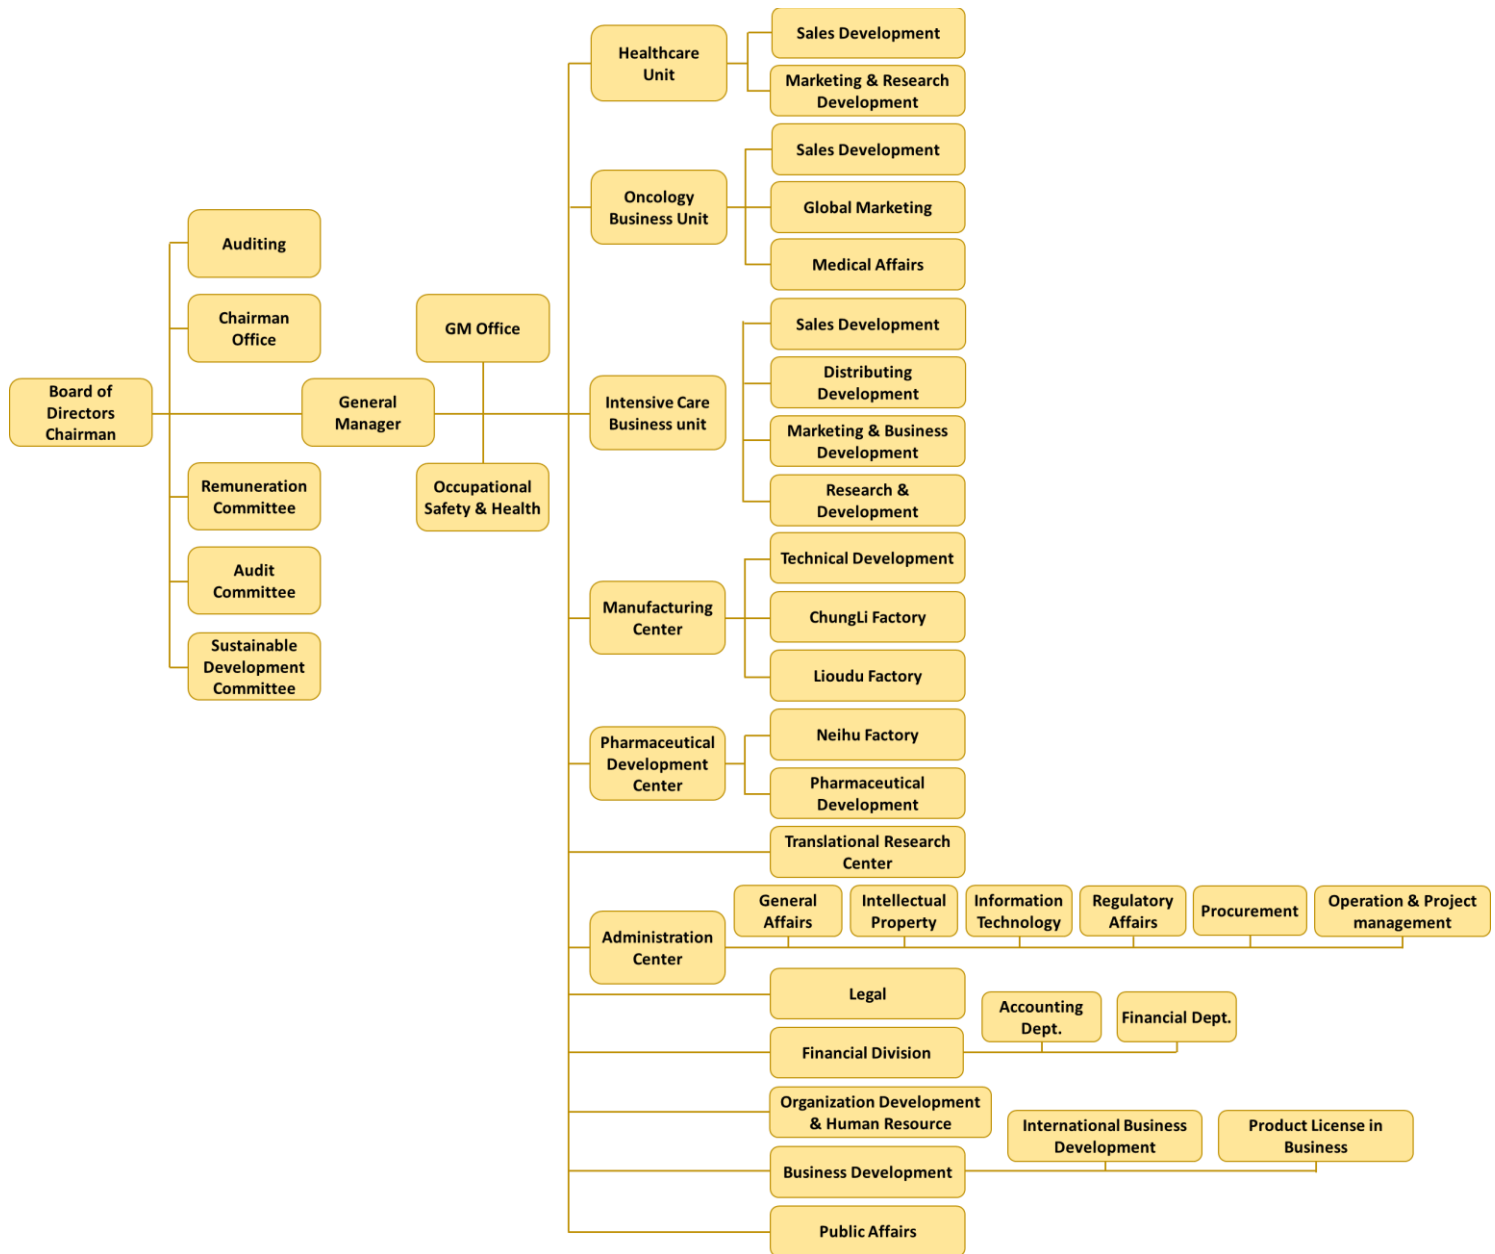 Board of
Directors
Chairman
Auditing
Chairman
Office
General
Manager
Remuneration
Committee
Audit
Committee
Sustainable
Development
Committee
GM Office
Occupational
Safety & Health
Healthcare
Unit
Sales Development
Marketing & Research
Development
Oncology
Business Unit
Sales Development
Global Marketing
Medical Affairs
Intensive Care
Business unit
Sales Development
Distributing
Development
Marketing & Business
Development
Research &
Development
Manufacturing
Center
Technical Development
ChungLi Factory
Lioudu Factory
Pharmaceutical
Development
Center
Neihu Factory
Pharmaceutical
Development
Translational Research
Center
Administration
Center
General
Affairs
Intellectual
Property
Information
Technology
Regulatory
Affairs
Procurement
Operation & Project
management
Legal
Financial Division
Accounting
Dept.
Financial Dept.
Organization Development
& Human Resource
Business Development
International Business
Development
Product License in
Business
Public Affairs